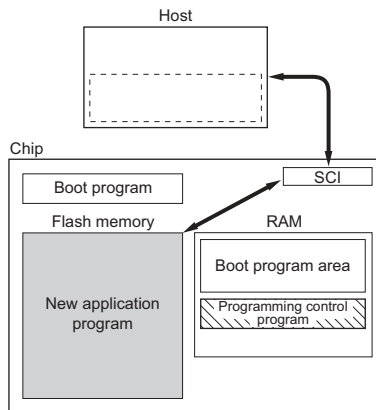 Host
Chip
SCI
Boot program
Flash memory
RAM
Boot program area
New application
program
Programming control
program